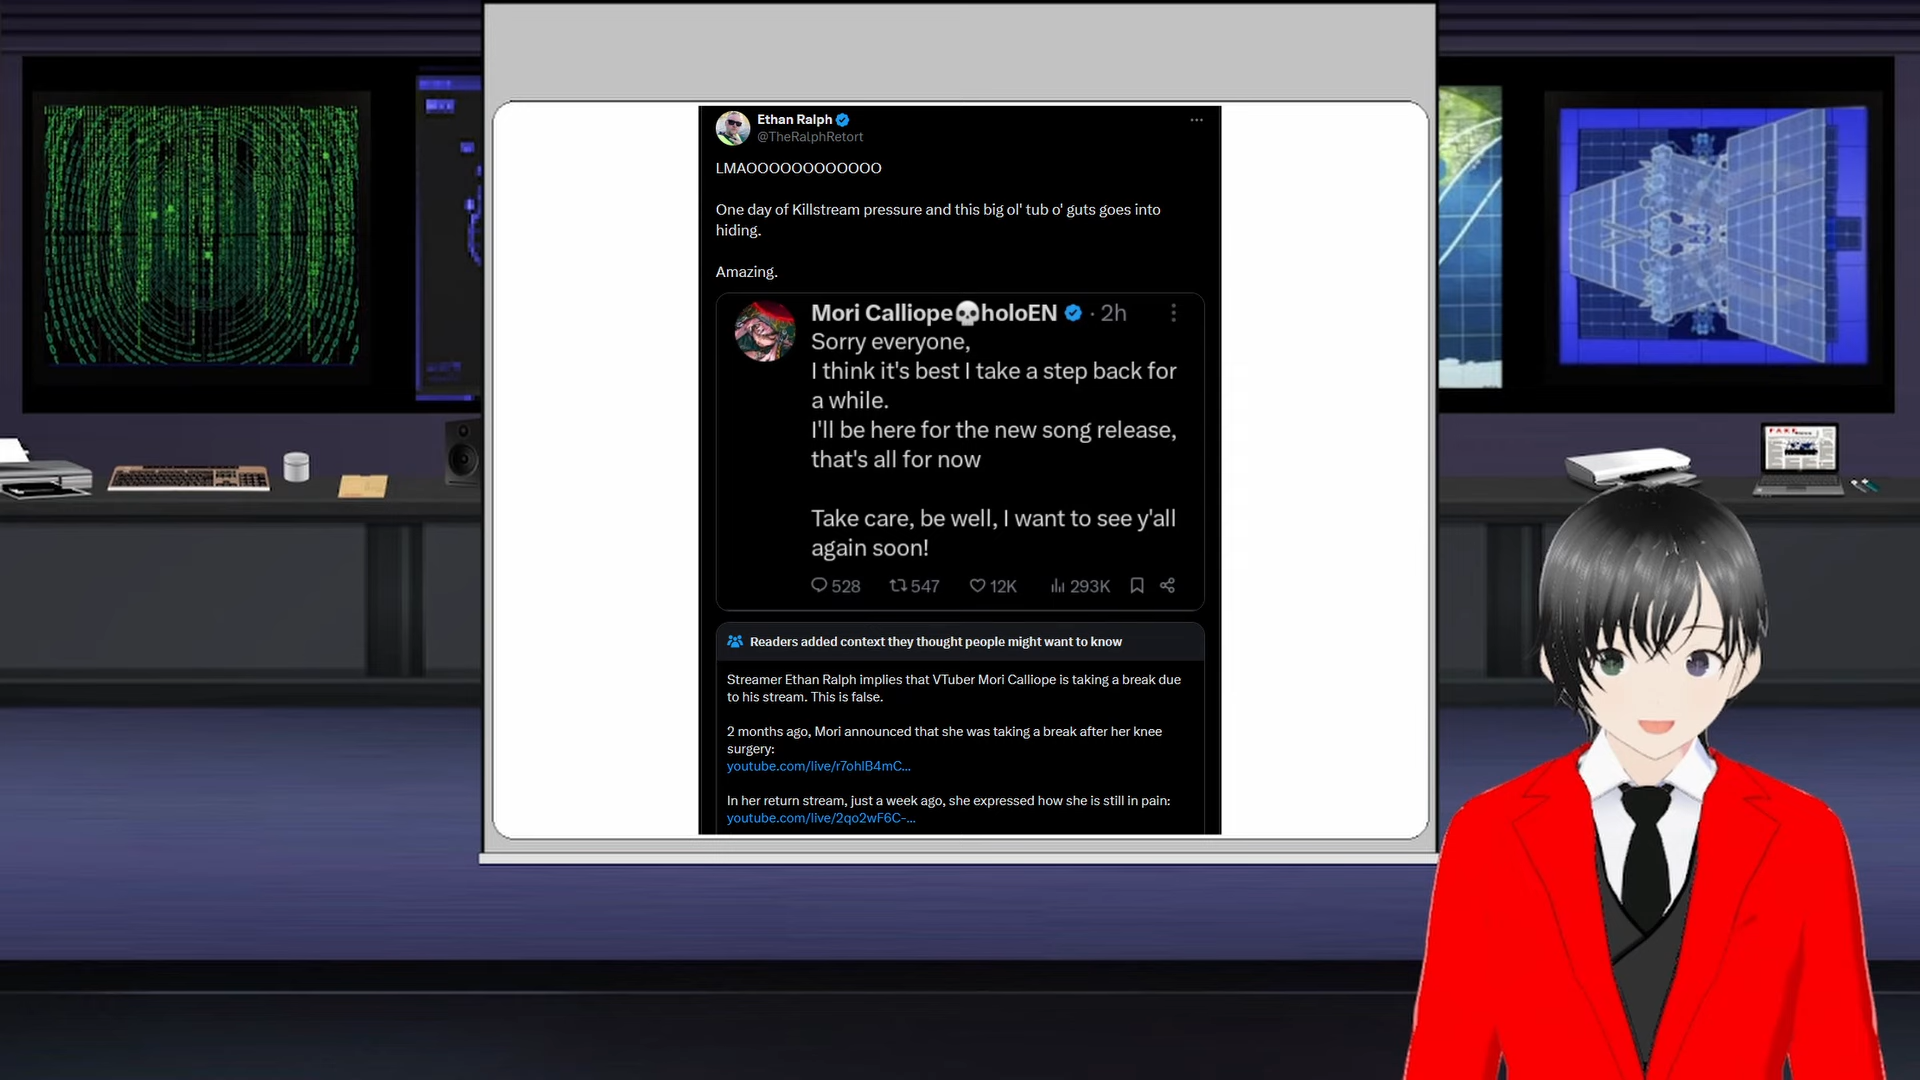 Ethan Ralph
@TheRalphRetort
LMAOOOOOOOOOOOO
One day of Killstream pressure and this big ol' tub o' guts goes into
hiding.
Amazing.
Mori Calliope💀holoEN · 2h
Sorry everyone,
I think it's best I take a step back for
a while.
I'll be here for the new song release,
that's all for now
Take care, be well, I want to see y'all
again soon!
528 547 12K 293K
Readers added context they thought people might want to know
Streamer Ethan Ralph implies that VTuber Mori Calliope is taking a break due
to his stream. This is false.
2 months ago, Mori announced that she was taking a break after her knee
surgery:
youtube.com/live/r7ohlB4mC...
In her return stream, just a week ago, she expressed how she is still in pain:
youtube.com/live/2qo2wF6C-...
FAKE